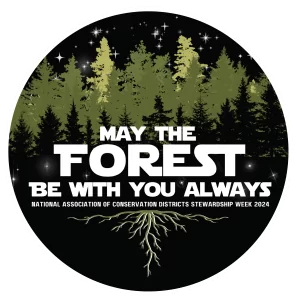 MAY THE
FOREST
BE WITH YOU ALWAYS
NATIONAL ASSOCIATION OF CONSERVATION DISTRICTS STEWARDSHIP WEEK 2024